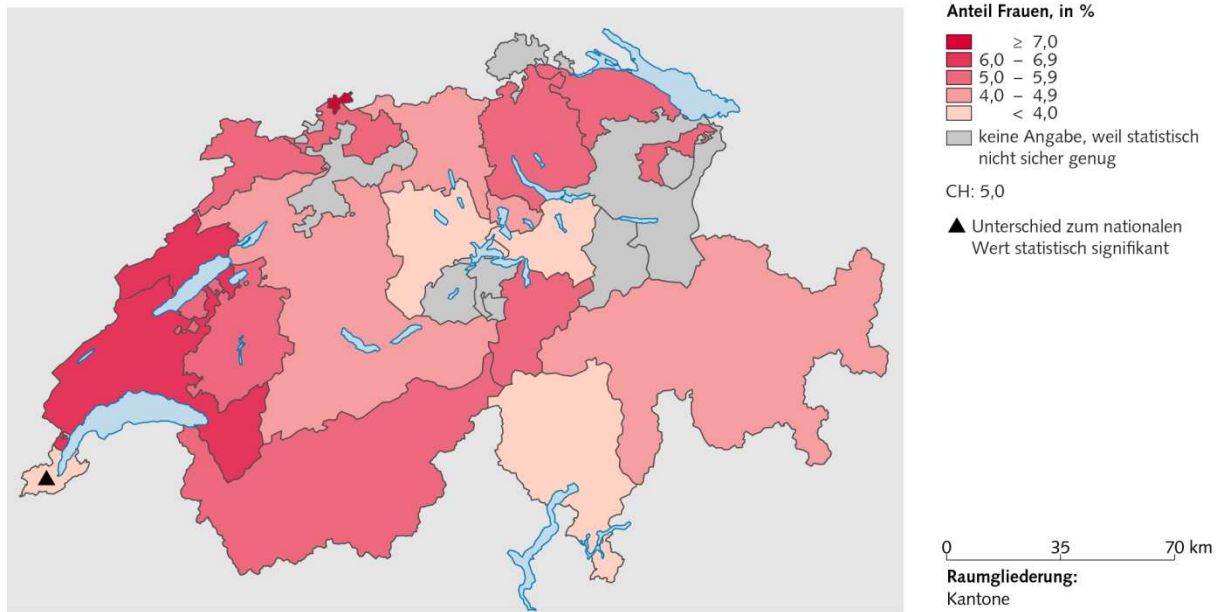 Anteil Frauen, in %
≥ 7,0
6,0 – 6,9
5,0 – 5,9
4,0 – 4,9
< 4,0
keine Angabe, weil statistisch
nicht sicher genug
CH: 5,0
▲ Unterschied zum nationalen
Wert statistisch signifikant
0 35 70 km
Raumgliederung:
Kantone